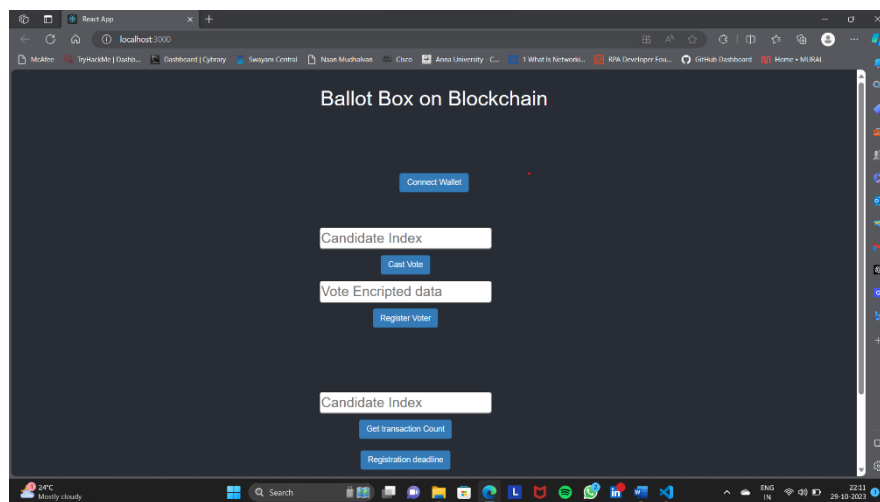 React App
localhost:3000
McAfee TryHackMe | Dashb... Dashboard | Cybrary Swayam Central Naan Mudhalvan Cisco Anna University C... 1 What Is Networkin... RPA Developer Fou... GitHub Dashboard Home • MURAL
Ballot Box on Blockchain
Connect Wallet
Candidate Index
Cast Vote
Vote Encripted data
Register Voter
Candidate Index
Get transaction Count
Registration deadline
24°C
Mostly cloudy
Search
ENG
IN
22:11
29-10-2023